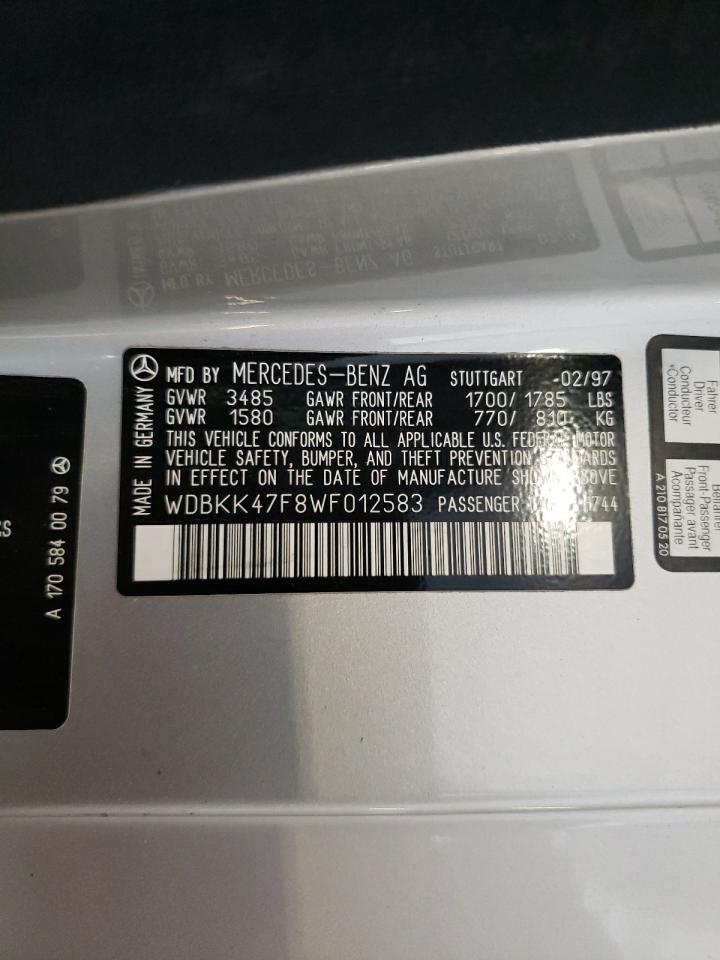 MFD BY MERCEDES-BENZ AG STUTTGART -02/97
GVWR 3485 GAWR FRONT/REAR 1700/ 1785 LBS
GVWR 1580 GAWR FRONT/REAR 770/ 810 KG
THIS VEHICLE CONFORMS TO ALL APPLICABLE U.S. FEDERAL MOTOR
VEHICLE SAFETY, BUMPER, AND THEFT PREVENTION STANDARDS
IN EFFECT ON THE DATE OF MANUFACTURE SHOWN ABOVE
WDBKK47F8WF012583 PASSENGER
MADE IN GERMANY
A 170 584 00 79
Fahrer
Driver
Conducteur
Conductor
Beifahrer
Front-Passenger
Passager avant
Acompañante
A 210 817 05 20